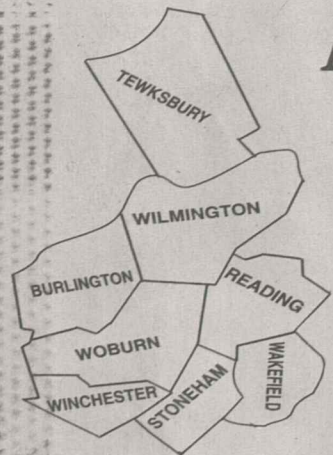 TEWKSBURY
WILMINGTON
BURLINGTON
READING
WOBURN
WAKEFIELD
WINCHESTER
STONEHAM